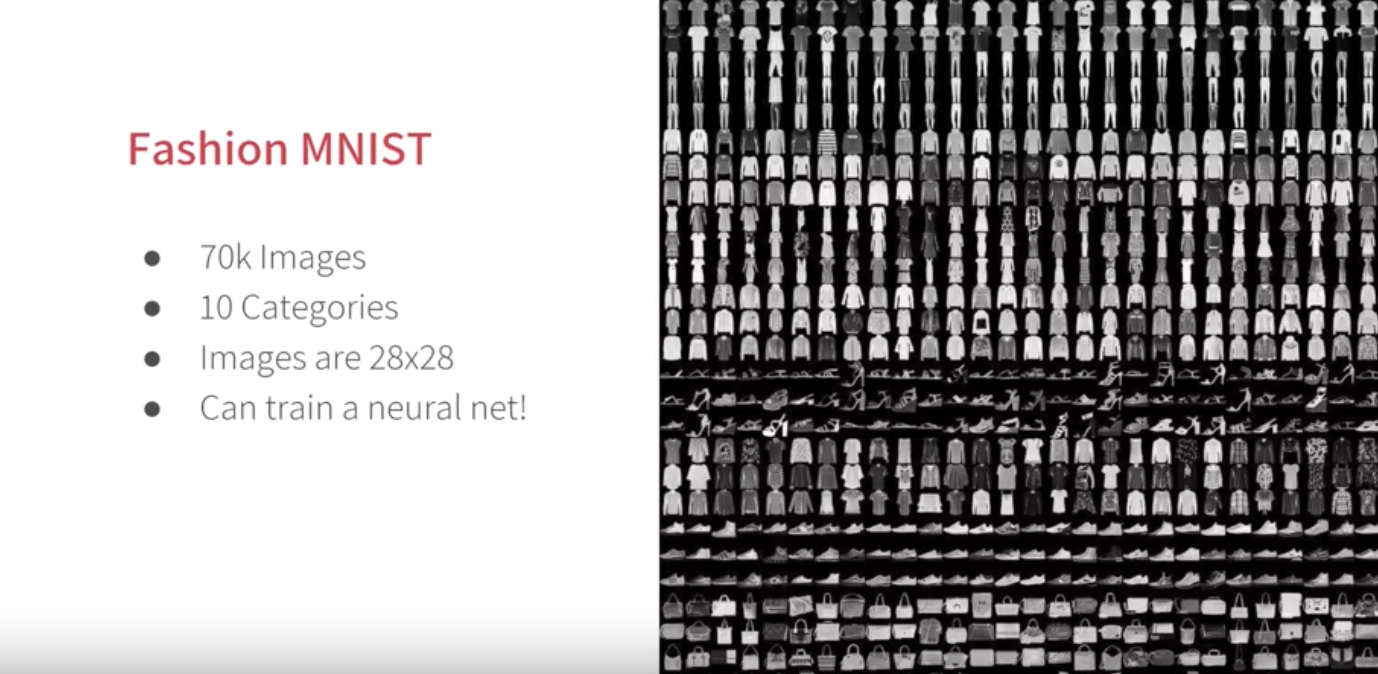 Fashion MNIST
● 70k Images
● 10 Categories
● Images are 28x28
● Can train a neural net!